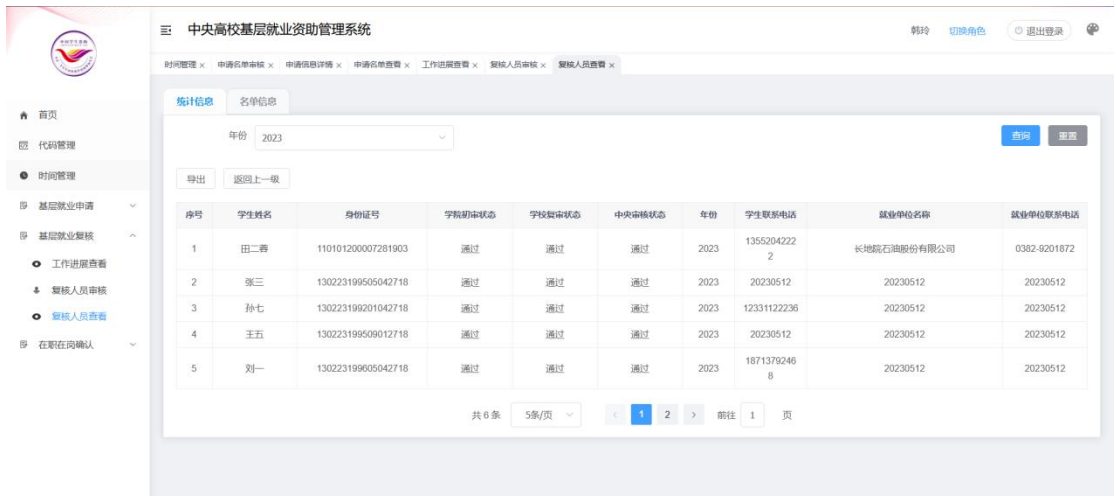 中央高校基层就业资助管理系统
韩玲 切换角色 退出登录
时间管理 × 申请名单审核 × 申请信息详情 × 申请名单查看 × 工作进展查看 × 复核人员审核 × 复核人员查看 ×
首页
代码管理
时间管理
基层就业申请
基层就业复核
工作进展查看
复核人员审核
复核人员查看
在职在岗确认
统计信息 名单信息
年份 2023 查询 重置
导出 返回上一级
序号 学生姓名 身份证号 学院初审状态 学校复审状态 中央审核状态 年份 学生联系电话 就业单位名称 就业单位联系电话
1 田二蓉 110101200007281903 通过 通过 通过 2023 1355204222 长地院石油股份有限公司 0382-9201872
2
2 张三 130223199505042718 通过 通过 通过 2023 20230512 20230512 20230512
3 孙七 130223199201042718 通过 通过 通过 2023 12331122236 20230512 20230512
4 王五 130223199509012718 通过 通过 通过 2023 20230512 20230512 20230512
5 刘一 130223199605042718 通过 通过 通过 2023 1871379246 20230512 20230512
8
共 6 条 5条/页 < 1 2 > 前往 1 页